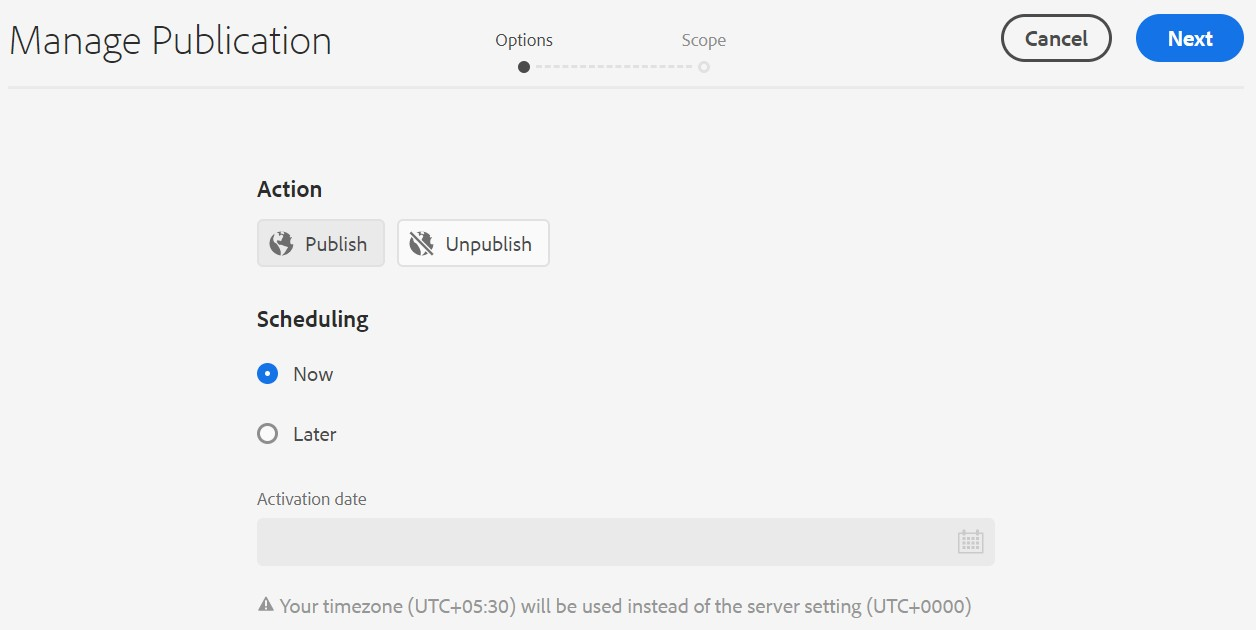 Manage Publication
Options
Scope
Cancel
Next
Action
Publish
Unpublish
Scheduling
Now
Later
Activation date
Your timezone (UTC+05:30) will be used instead of the server setting (UTC+0000)